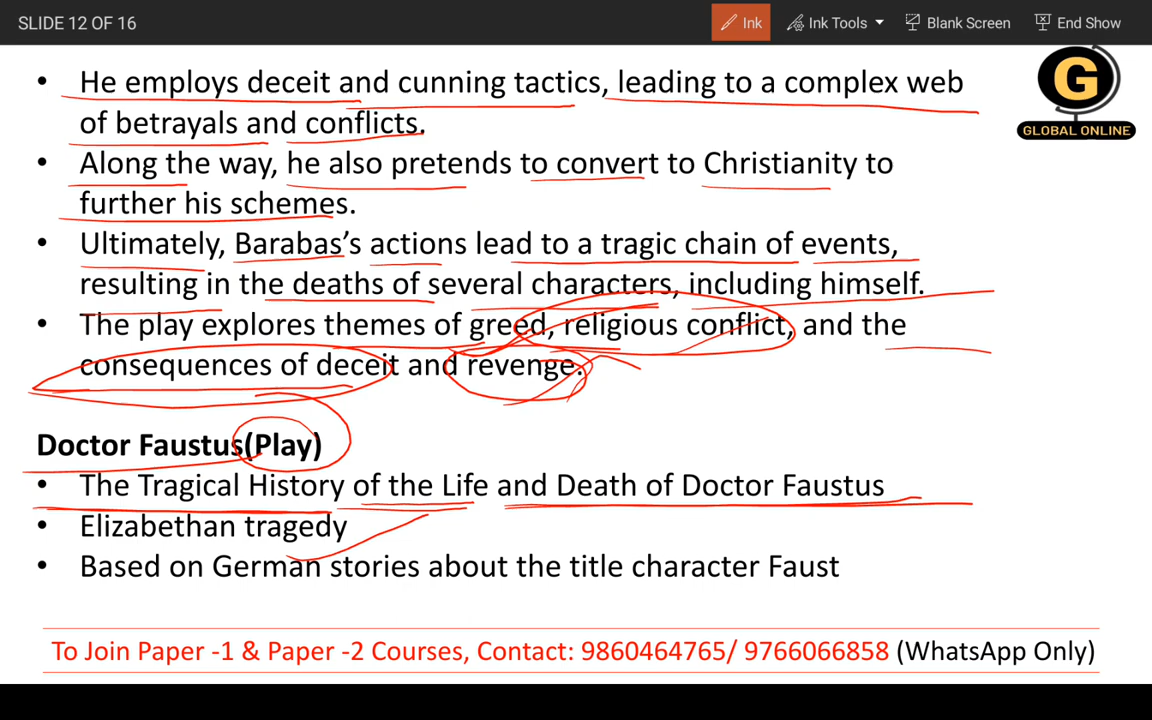 SLIDE 12 OF 16
Ink
Ink Tools
Blank Screen
End Show
G
GLOBAL ONLINE
• He employs deceit and cunning tactics, leading to a complex web
of betrayals and conflicts.
• Along the way, he also pretends to convert to Christianity to
further his schemes.
• Ultimately, Barabas’s actions lead to a tragic chain of events,
resulting in the deaths of several characters, including himself.
• The play explores themes of greed, religious conflict, and the
consequences of deceit and revenge.
Doctor Faustus(Play)
• The Tragical History of the Life and Death of Doctor Faustus
• Elizabethan tragedy
• Based on German stories about the title character Faust
To Join Paper -1 & Paper -2 Courses, Contact: 9860464765/ 9766066858 (WhatsApp Only)